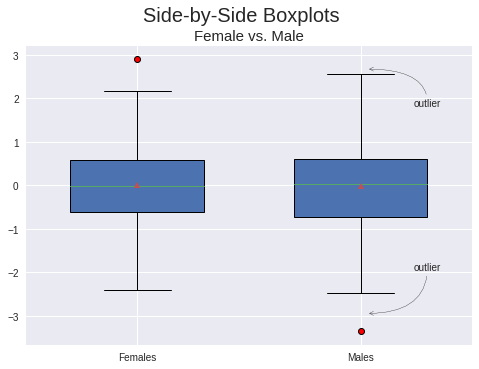 Side-by-Side Boxplots
Female vs. Male
3
2
1
0
−1
−2
−3
outlier
outlier
Females
Males